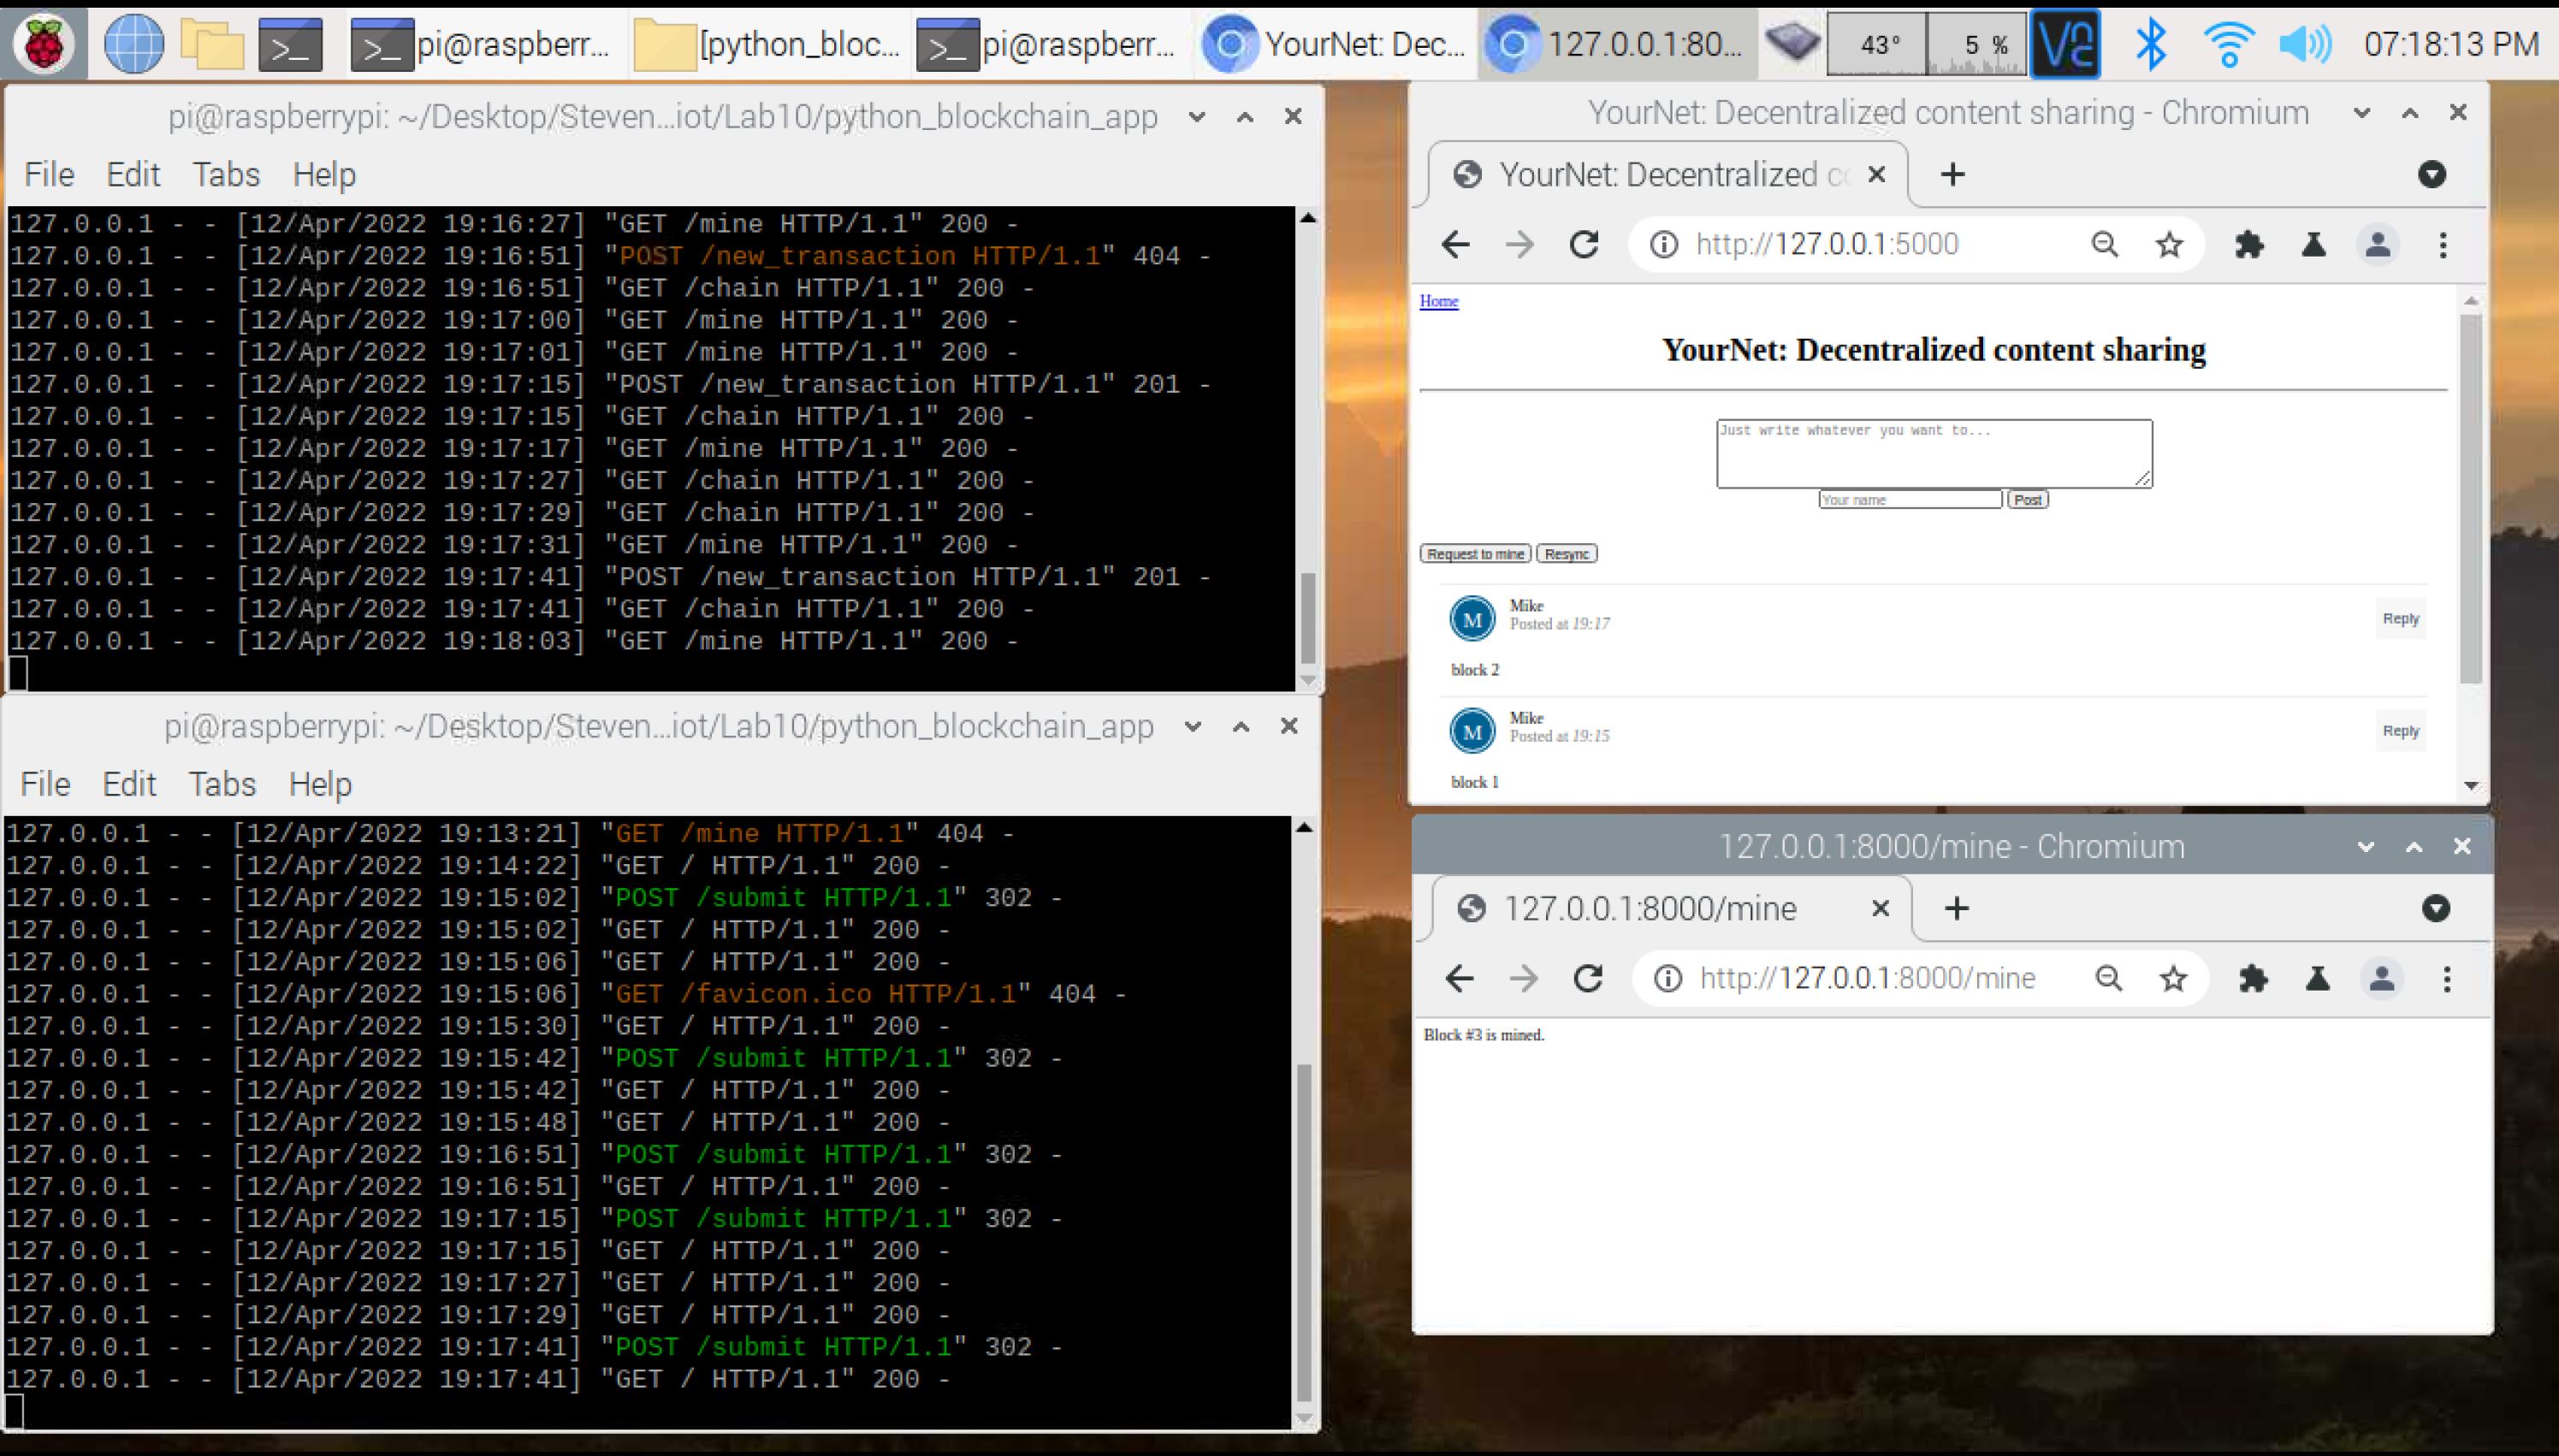 pi@raspberr...
[python_bloc...
pi@raspberr...
YourNet: Dec...
127.0.0.1:80...
43°
5 %
07:18:13 PM
pi@raspberrypi: ~/Desktop/Steven...iot/Lab10/python_blockchain_app
File Edit Tabs Help
127.0.0.1 - - [12/Apr/2022 19:16:27] "GET /mine HTTP/1.1" 200 -
127.0.0.1 - - [12/Apr/2022 19:16:51] "POST /new_transaction HTTP/1.1" 404 -
127.0.0.1 - - [12/Apr/2022 19:16:51] "GET /chain HTTP/1.1" 200 -
127.0.0.1 - - [12/Apr/2022 19:17:00] "GET /mine HTTP/1.1" 200 -
127.0.0.1 - - [12/Apr/2022 19:17:01] "GET /mine HTTP/1.1" 200 -
127.0.0.1 - - [12/Apr/2022 19:17:15] "POST /new_transaction HTTP/1.1" 201 -
127.0.0.1 - - [12/Apr/2022 19:17:15] "GET /chain HTTP/1.1" 200 -
127.0.0.1 - - [12/Apr/2022 19:17:17] "GET /mine HTTP/1.1" 200 -
127.0.0.1 - - [12/Apr/2022 19:17:27] "GET /chain HTTP/1.1" 200 -
127.0.0.1 - - [12/Apr/2022 19:17:29] "GET /chain HTTP/1.1" 200 -
127.0.0.1 - - [12/Apr/2022 19:17:31] "GET /mine HTTP/1.1" 200 -
127.0.0.1 - - [12/Apr/2022 19:17:41] "POST /new_transaction HTTP/1.1" 201 -
127.0.0.1 - - [12/Apr/2022 19:17:41] "GET /chain HTTP/1.1" 200 -
127.0.0.1 - - [12/Apr/2022 19:18:03] "GET /mine HTTP/1.1" 200 -
pi@raspberrypi: ~/Desktop/Steven...iot/Lab10/python_blockchain_app
File Edit Tabs Help
127.0.0.1 - - [12/Apr/2022 19:13:21] "GET /mine HTTP/1.1" 404 -
127.0.0.1 - - [12/Apr/2022 19:14:22] "GET / HTTP/1.1" 200 -
127.0.0.1 - - [12/Apr/2022 19:15:02] "POST /submit HTTP/1.1" 302 -
127.0.0.1 - - [12/Apr/2022 19:15:02] "GET / HTTP/1.1" 200 -
127.0.0.1 - - [12/Apr/2022 19:15:06] "GET / HTTP/1.1" 200 -
127.0.0.1 - - [12/Apr/2022 19:15:06] "GET /favicon.ico HTTP/1.1" 404 -
127.0.0.1 - - [12/Apr/2022 19:15:30] "GET / HTTP/1.1" 200 -
127.0.0.1 - - [12/Apr/2022 19:15:42] "POST /submit HTTP/1.1" 302 -
127.0.0.1 - - [12/Apr/2022 19:15:42] "GET / HTTP/1.1" 200 -
127.0.0.1 - - [12/Apr/2022 19:15:48] "GET / HTTP/1.1" 200 -
127.0.0.1 - - [12/Apr/2022 19:16:51] "POST /submit HTTP/1.1" 302 -
127.0.0.1 - - [12/Apr/2022 19:16:51] "GET / HTTP/1.1" 200 -
127.0.0.1 - - [12/Apr/2022 19:17:15] "POST /submit HTTP/1.1" 302 -
127.0.0.1 - - [12/Apr/2022 19:17:15] "GET / HTTP/1.1" 200 -
127.0.0.1 - - [12/Apr/2022 19:17:27] "GET / HTTP/1.1" 200 -
127.0.0.1 - - [12/Apr/2022 19:17:29] "GET / HTTP/1.1" 200 -
127.0.0.1 - - [12/Apr/2022 19:17:41] "POST /submit HTTP/1.1" 302 -
127.0.0.1 - - [12/Apr/2022 19:17:41] "GET / HTTP/1.1" 200 -
YourNet: Decentralized content sharing - Chromium
YourNet: Decentralized c
http://127.0.0.1:5000
Home
YourNet: Decentralized content sharing
Just write whatever you want to...
Your name Post
Request to mine Resync
M
Mike
Posted at 19:17
Reply
block 2
M
Mike
Posted at 19:15
Reply
block 1
127.0.0.1:8000/mine - Chromium
127.0.0.1:8000/mine
http://127.0.0.1:8000/mine
Block #3 is mined.